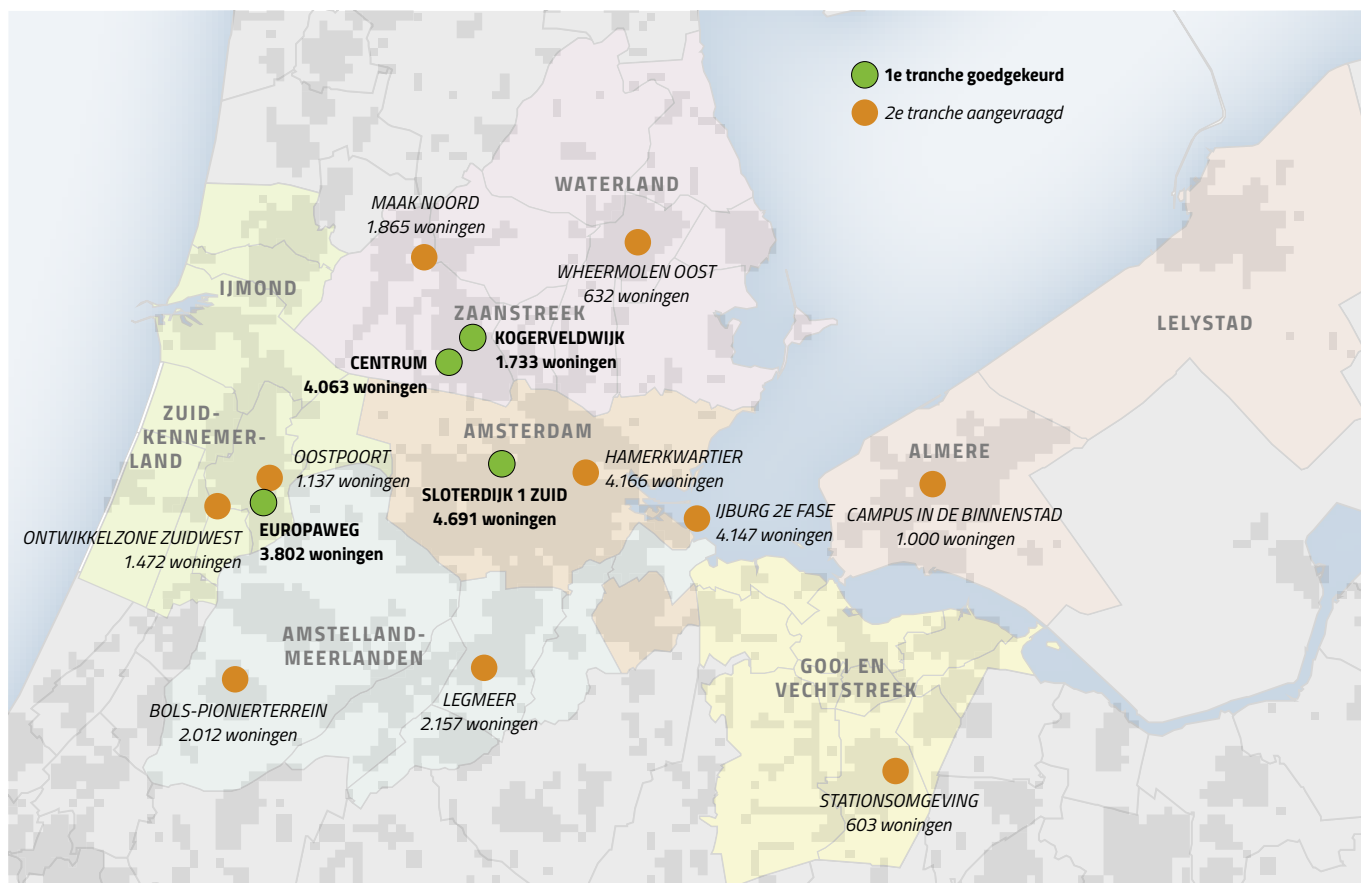 1e tranche goedgekeurd
2e tranche aangevraagd
WATERLAND
MAAK NOORD
1.865 woningen
WHEERMOLEN OOST
632 woningen
IJMOND
ZAANSTREEK
KOGERVELDWIJK
1.733 woningen
CENTRUM
4.063 woningen
LELYSTAD
ZUID-
KENNEMER-
LAND
OOSTPOORT
1.137 woningen
AMSTERDAM
HAMERKWARTIER
4.166 woningen
SLOTERDIJK 1 ZUID
4.691 woningen
ALMERE
CAMPUS IN DE BINNENSTAD
1.000 woningen
IJBURG 2E FASE
4.147 woningen
ONTWIKKELZONE ZUIDWEST
1.472 woningen
EUROPAWEG
3.802 woningen
AMSTELLAND-
MEERLANDEN
GOOI EN
VECHTSTREEK
BOLS-PIONIERTERREIN
2.012 woningen
LEGMEER
2.157 woningen
STATIONSOMGEVING
603 woningen